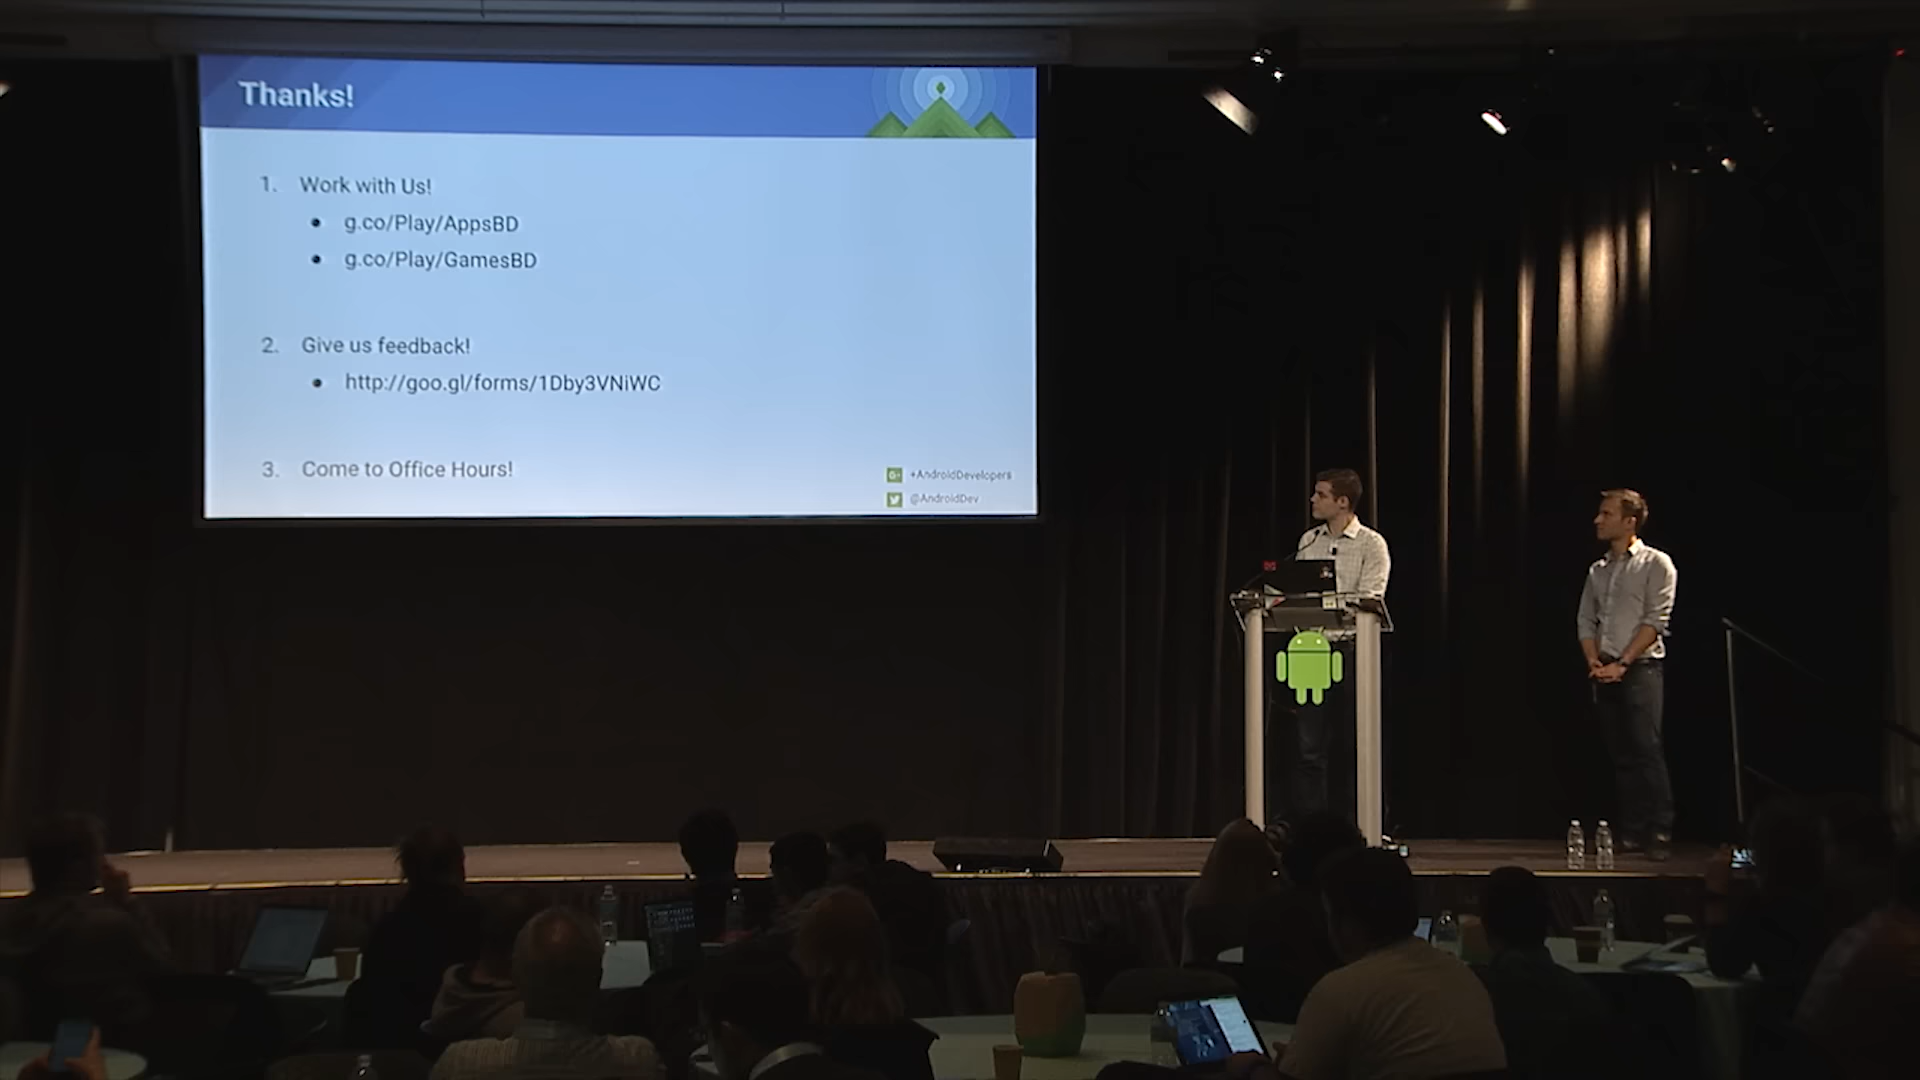 Thanks!
1. Work with Us!
• g.co/Play/AppsBD
• g.co/Play/GamesBD
2. Give us feedback!
• http://goo.gl/forms/1Dby3VNiWC
3. Come to Office Hours!
+AndroidDevelopers
@AndroidDev